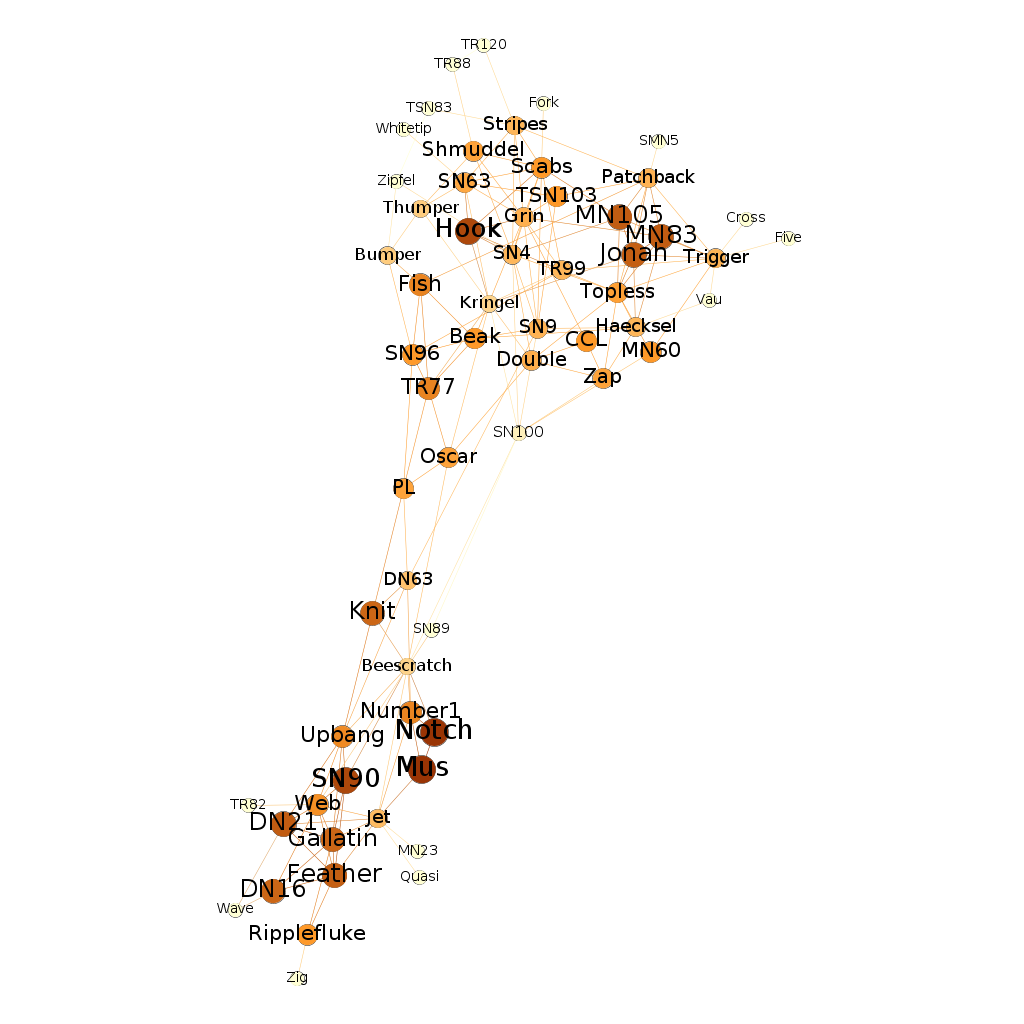 TR120
TR88
Fork
TSN83
Stripes
Whitetip
SMN5
Shmuddel
Scabs
Patchback
Zipfel
SN63
TSN103
Thumper
Grin
MN105
Cross
Hook
MN83
Five
Bumper
SN4
Jonah
Trigger
TR99
Fish
Topless
Kringel
Vau
SN9
Haecksel
Beak
CCL
SN96
MN60
Double
TR77
Zap
SN100
Oscar
PL
DN63
Knit
SN89
Beescratch
Number1
Notch
Upbang
Mus
SN90
TR82
Web
DN21
Jet
Gallatin
MN23
Feather
Quasi
DN16
Wave
Ripplefluke
Zig